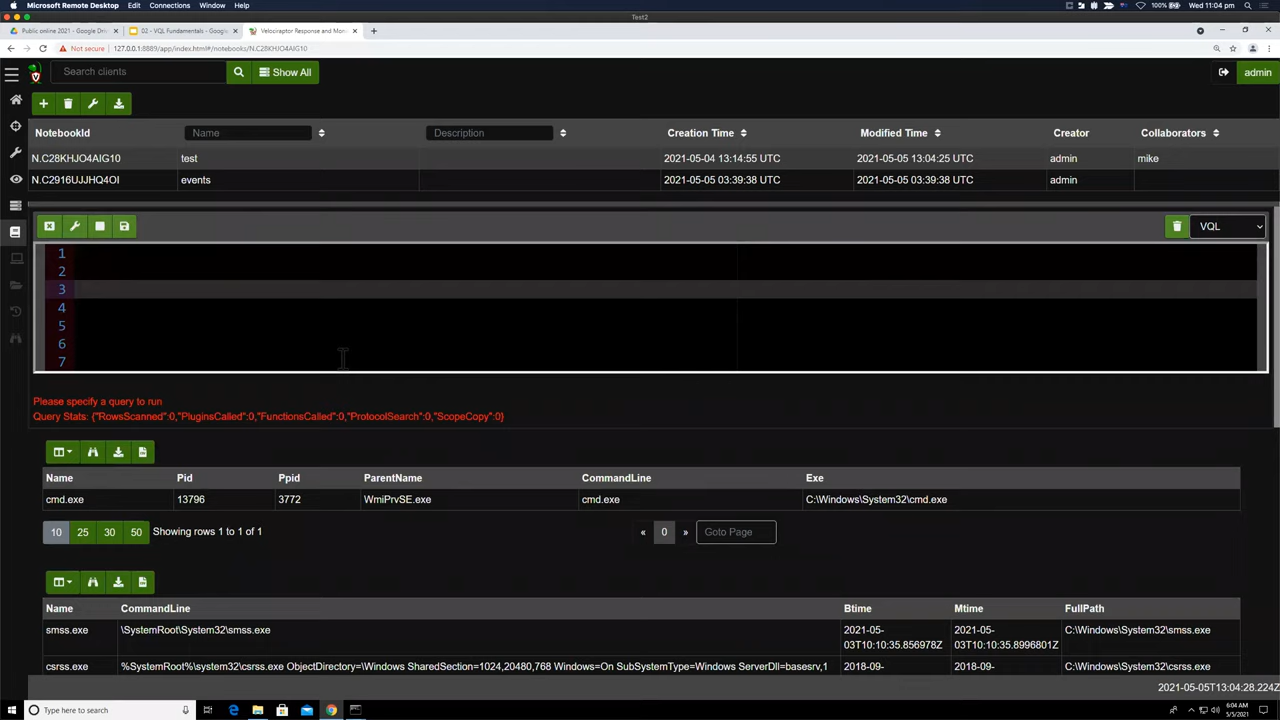 Microsoft Remote Desktop Edit Connections Window Help 100% Wed 11:04 pm
Test2
Public online 2021 - Google Driv 02 - VQL Fundamentals - Google Velociraptor Response and Moni
Not secure 127.0.0.1:8889/app/index.html#/notebooks/N.C28KHJO4AIG10
Search clients Show All admin
NotebookId Name Description Creation Time Modified Time Creator Collaborators
N.C28KHJO4AIG10 test 2021-05-04 13:14:55 UTC 2021-05-05 13:04:25 UTC admin mike
N.C2916UJJHQ4OI events 2021-05-05 03:39:38 UTC 2021-05-05 03:39:38 UTC admin
VQL
1
2
3
4
5
6
7
Please specify a query to run
Query Stats: {"RowsScanned":0,"PluginsCalled":0,"FunctionsCalled":0,"ProtocolSearch":0,"ScopeCopy":0}
Name Pid Ppid ParentName CommandLine Exe
cmd.exe 13796 3772 WmiPrvSE.exe cmd.exe C:\Windows\System32\cmd.exe
10 25 30 50 Showing rows 1 to 1 of 1 « 0 » Goto Page
Name CommandLine Btime Mtime FullPath
smss.exe \SystemRoot\System32\smss.exe 2021-05-03T10:10:35.856978Z 2021-05-03T10:10:35.8996801Z C:\Windows\System32\smss.exe
csrss.exe %SystemRoot%\system32\csrss.exe ObjectDirectory=\Windows SharedSection=1024,20480,768 Windows=On SubSystemType=Windows ServerDll=basesrv,1 2018-09- 2018-09- C:\Windows\System32\csrss.exe
2021-05-05T13:04:28.224Z
Type here to search 6:04 AM
5/5/2021